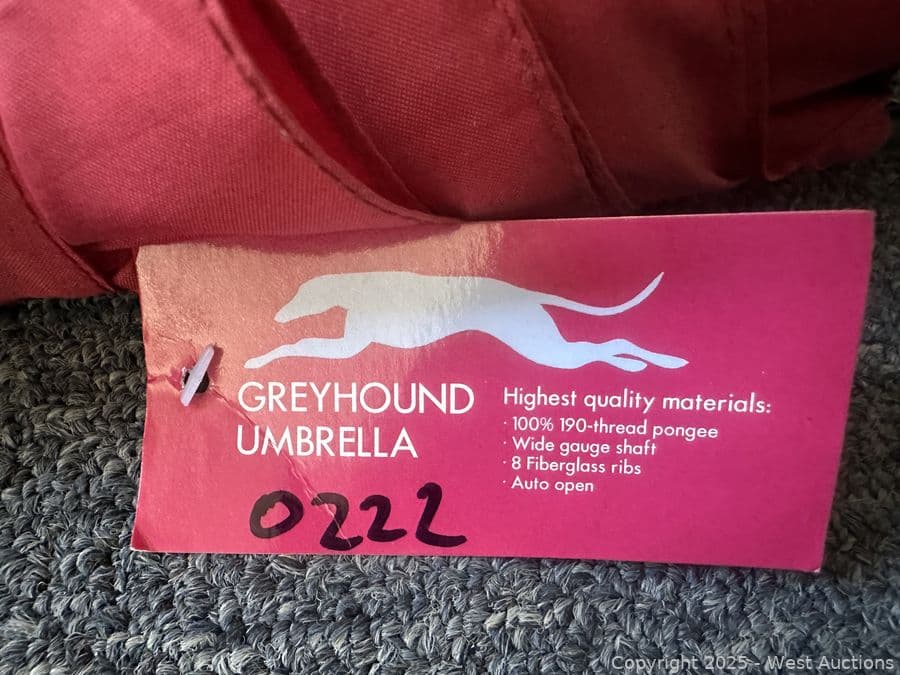 GREYHOUND
UMBRELLA
Highest quality materials:
· 100% 190-thread pongee
· Wide gauge shaft
· 8 Fiberglass ribs
· Auto open
0222
Copyright 2025 - West Auctions